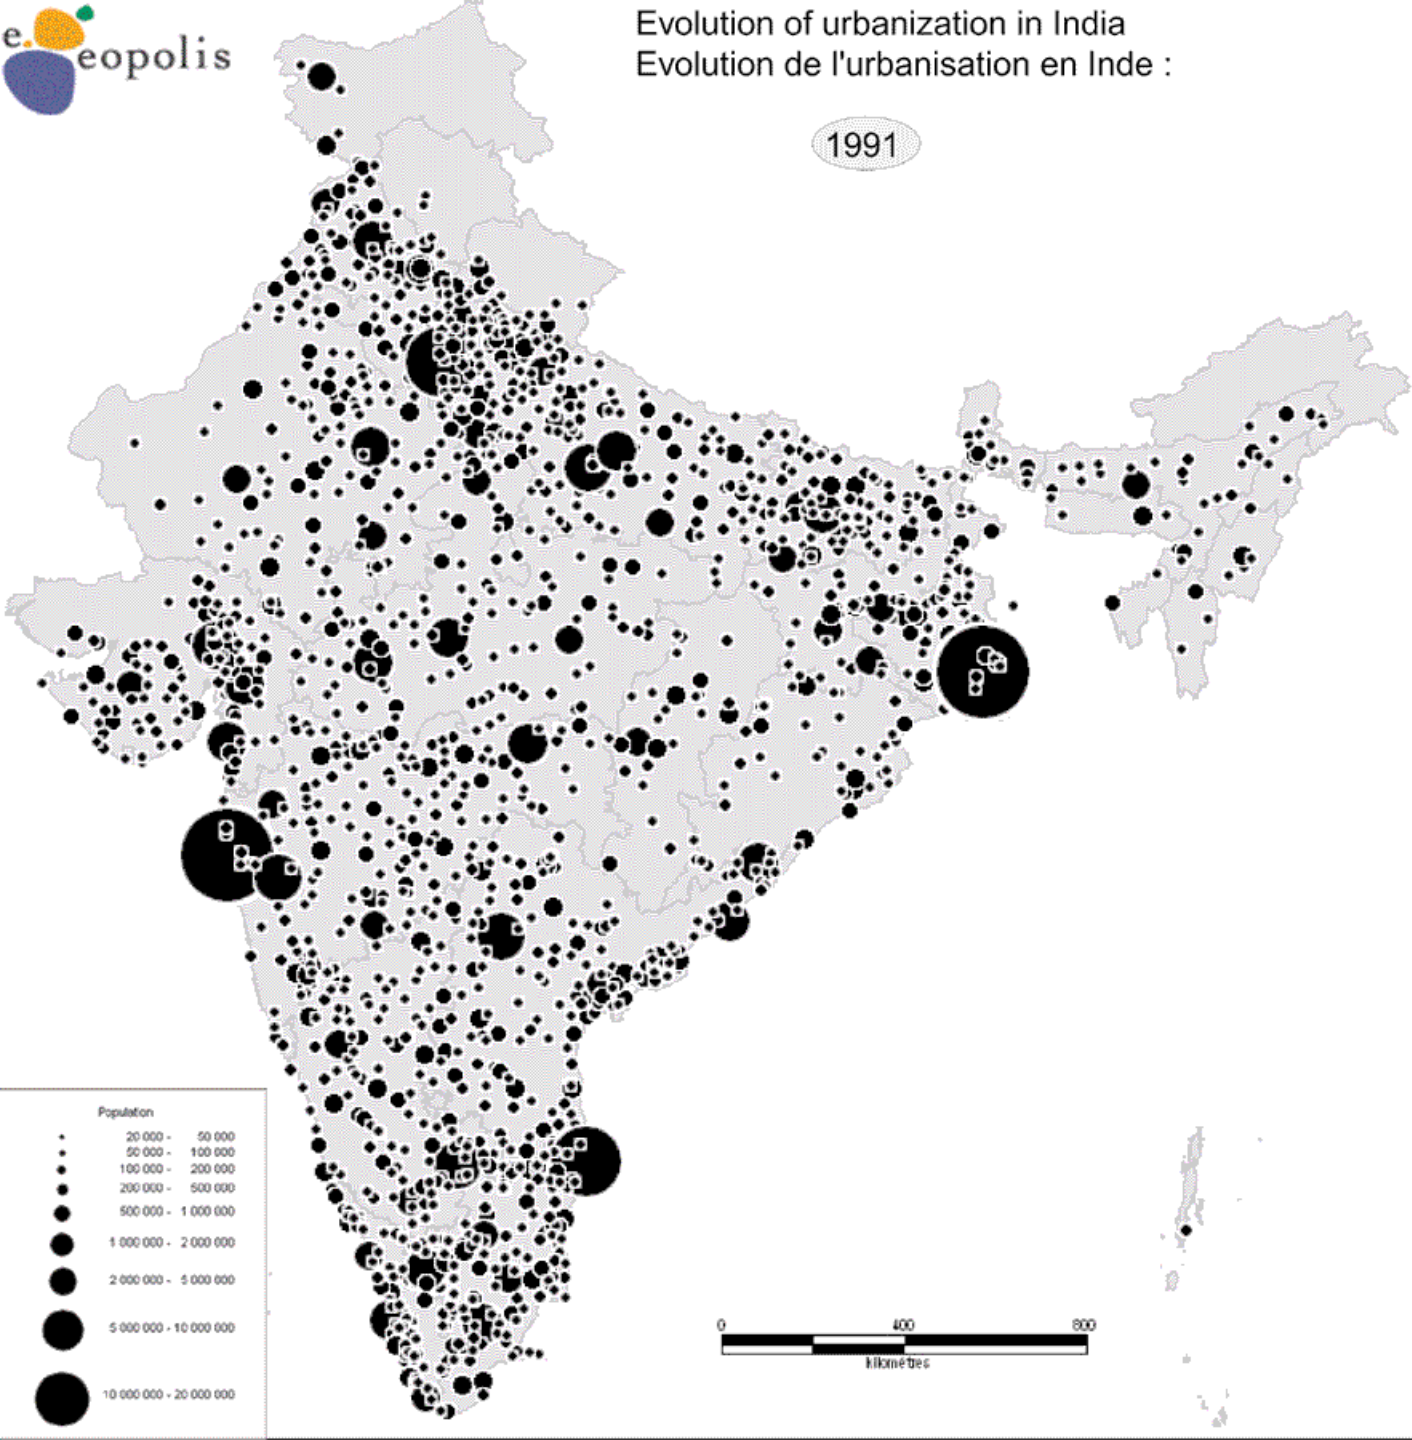 e.
eopolis
Evolution of urbanization in India
Evolution de l'urbanisation en Inde :
1991
Population
20 000 - 50 000
50 000 - 100 000
100 000 - 200 000
200 000 - 500 000
500 000 - 1 000 000
1 000 000 - 2 000 000
2 000 000 - 5 000 000
5 000 000 - 10 000 000
10 000 000 - 20 000 000
0 400 800
kilomètres